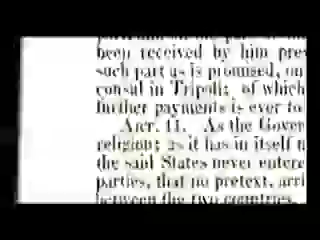 been received by him pres
such part as is promised, on
consul in Tripoli; of which
further payments is ever to
ART. 11. As the Gover
religion; as it has in itself n
the said States never entere
parties, that no pretext, arri
between the two countries.